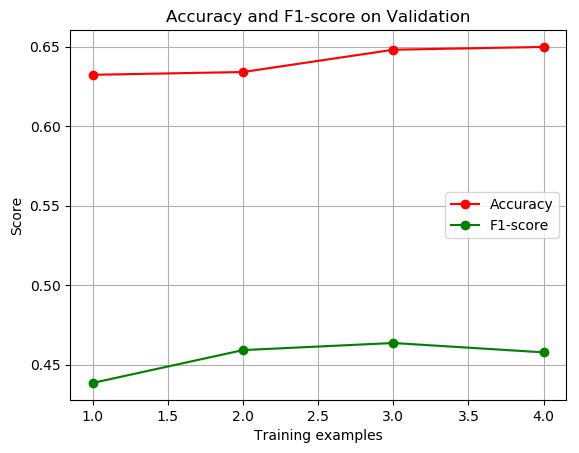 Accuracy and F1-score on Validation
Score
0.65
0.60
0.55
0.50
0.45
Accuracy
F1-score
1.0 1.5 2.0 2.5 3.0 3.5 4.0
Training examples